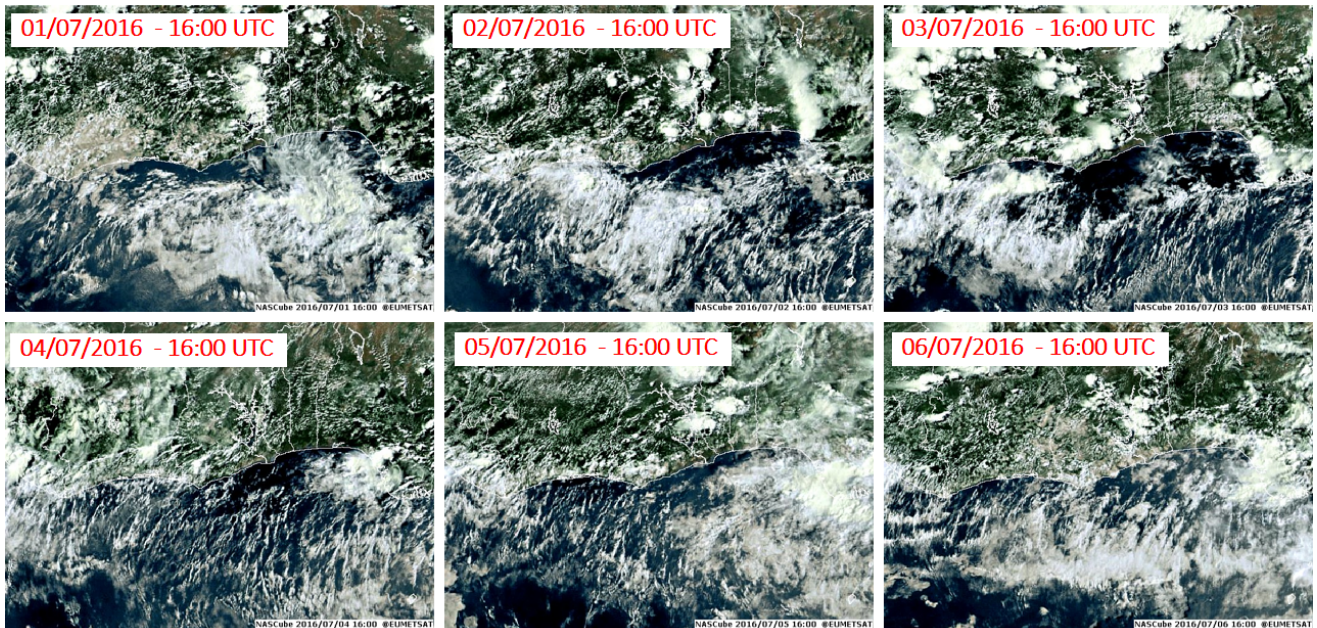 01/07/2016 - 16:00 UTC
02/07/2016 - 16:00 UTC
03/07/2016 - 16:00 UTC
NASCube 2016/07/01 16:00 @EUMETSAT
NASCube 2016/07/02 16:00 @EUMETSAT
NASCube 2016/07/03 16:00 @EUMETSAT
04/07/2016 - 16:00 UTC
05/07/2016 - 16:00 UTC
06/07/2016 - 16:00 UTC
NASCube 2016/07/04 16:00 @EUMETSAT
NASCube 2016/07/05 16:00 @EUMETSAT
NASCube 2016/07/06 16:00 @EUMETSAT